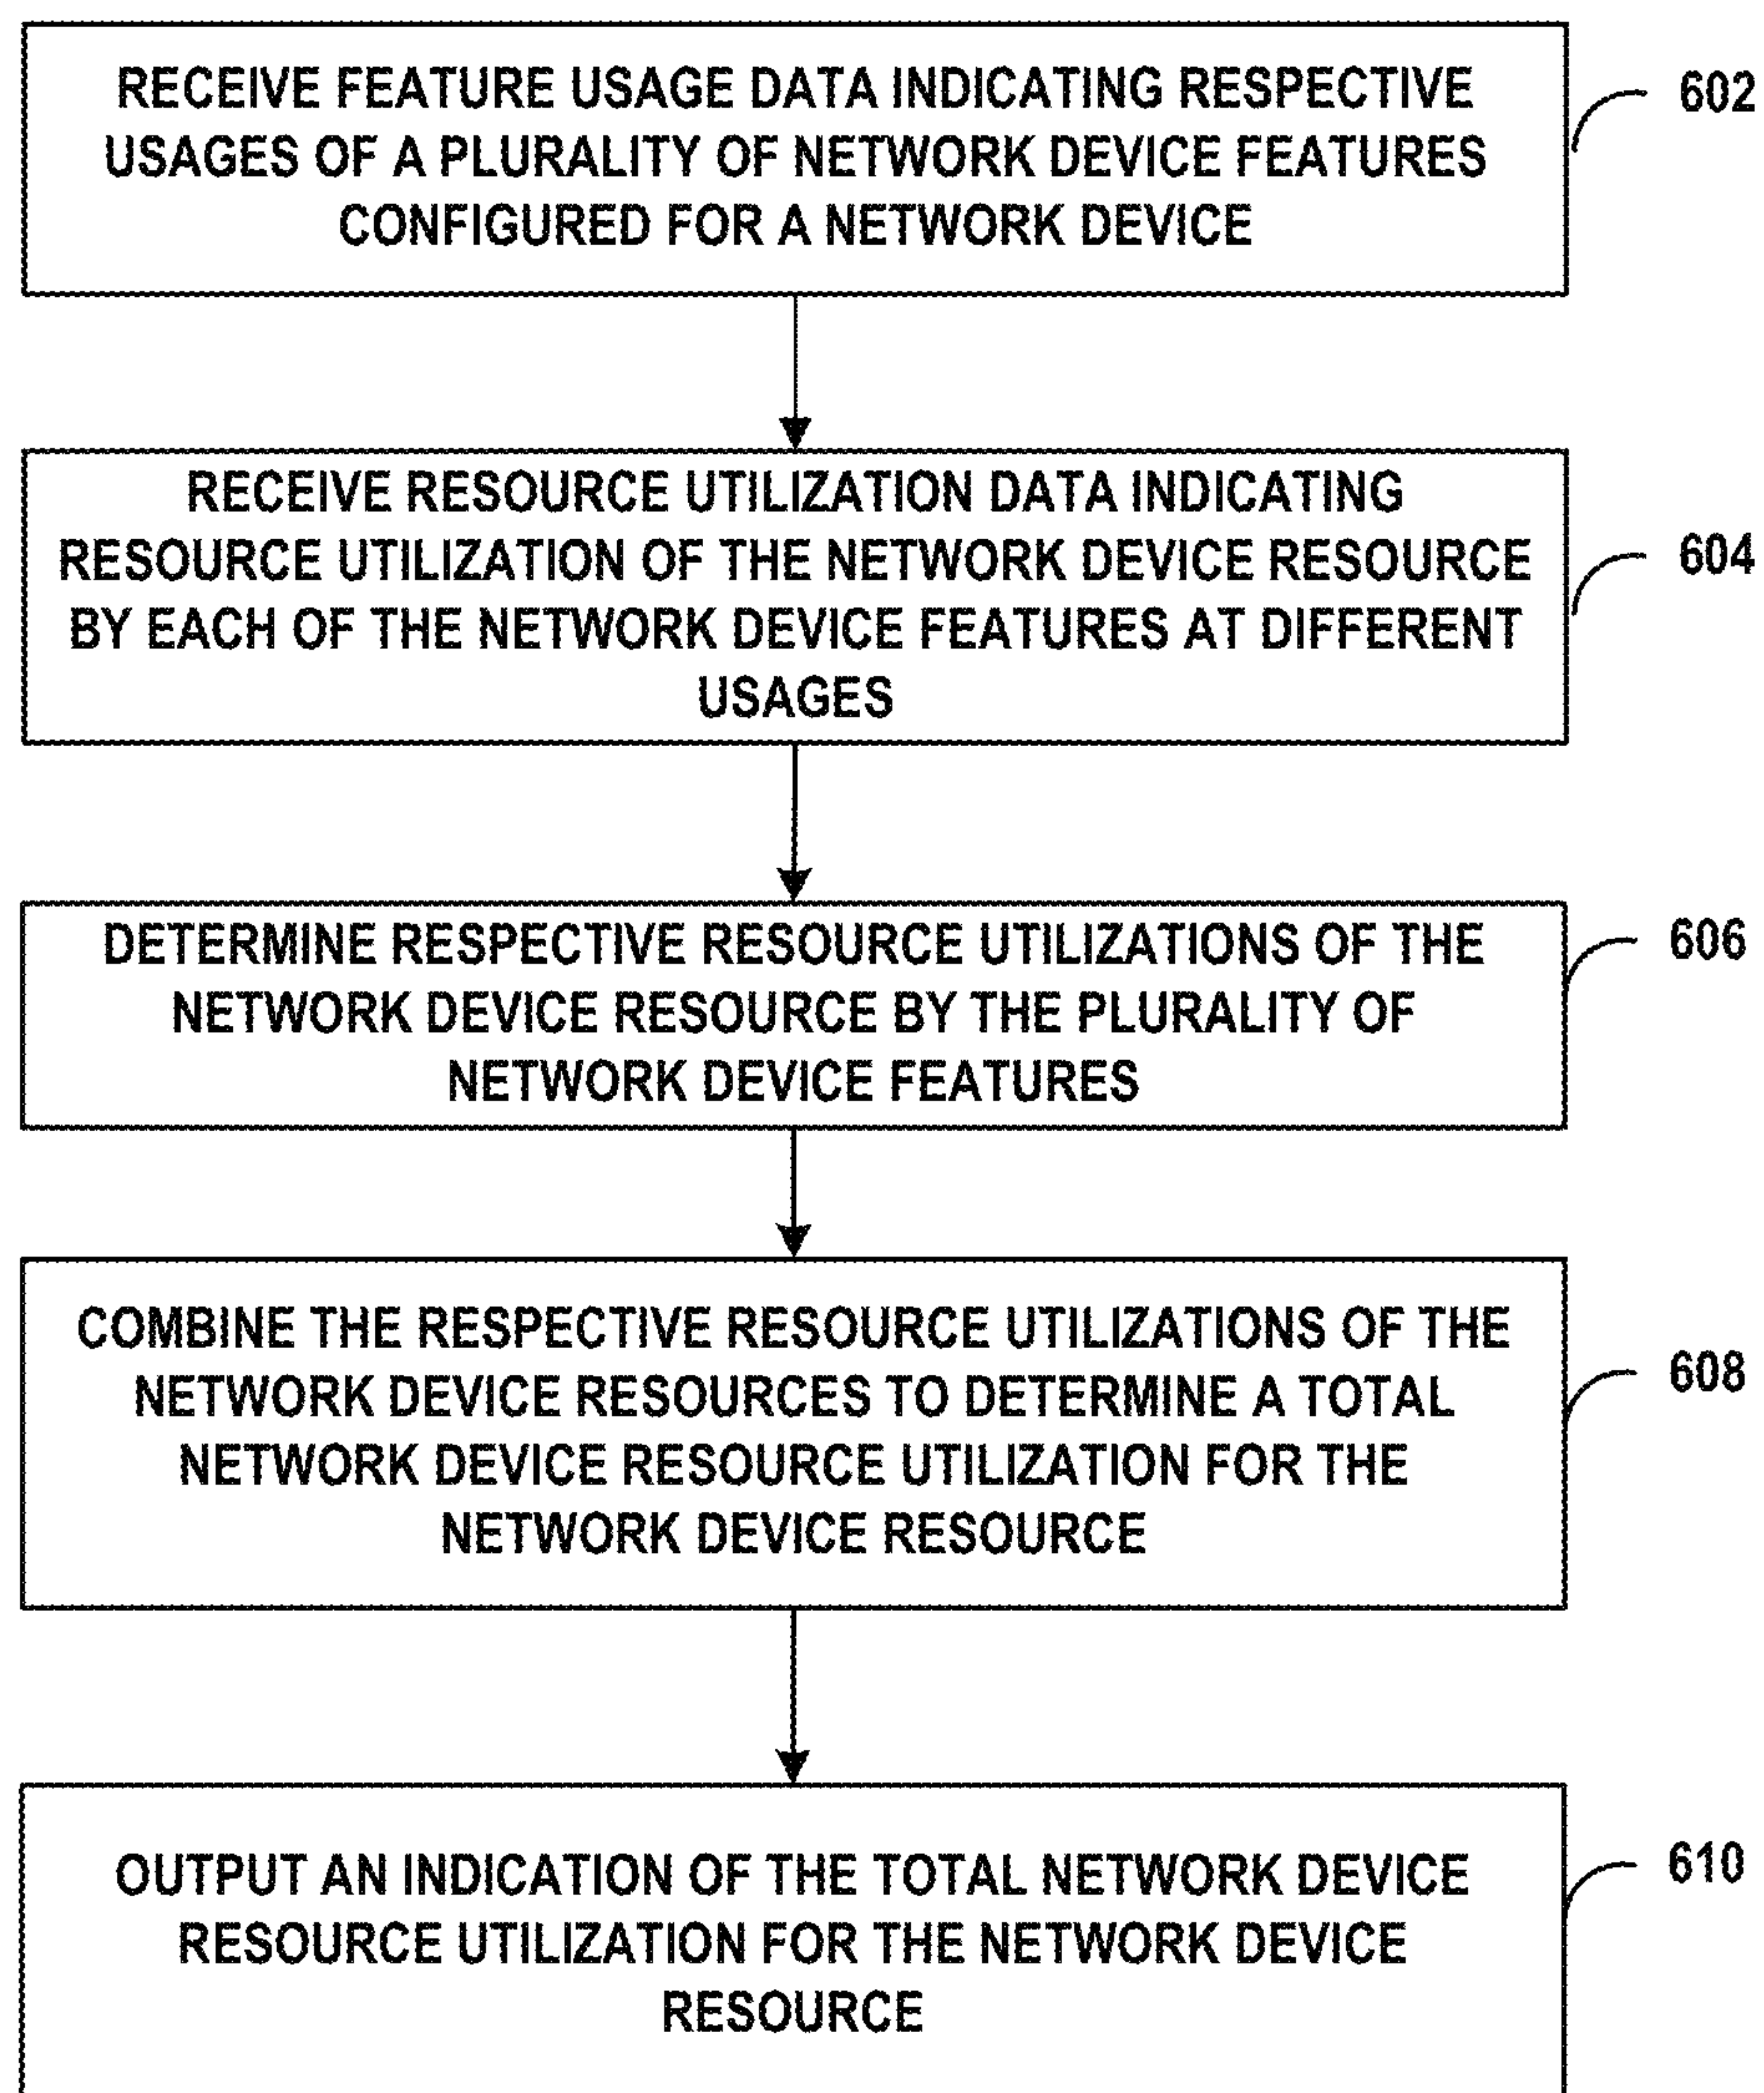 RECEIVE FEATURE USAGE DATA INDICATING RESPECTIVE
USAGES OF A PLURALITY OF NETWORK DEVICE FEATURES
CONFIGURED FOR A NETWORK DEVICE
602
RECEIVE RESOURCE UTILIZATION DATA INDICATING
RESOURCE UTILIZATION OF THE NETWORK DEVICE RESOURCE
BY EACH OF THE NETWORK DEVICE FEATURES AT DIFFERENT
USAGES
604
DETERMINE RESPECTIVE RESOURCE UTILIZATIONS OF THE
NETWORK DEVICE RESOURCE BY THE PLURALITY OF
NETWORK DEVICE FEATURES
606
COMBINE THE RESPECTIVE RESOURCE UTILIZATIONS OF THE
NETWORK DEVICE RESOURCES TO DETERMINE A TOTAL
NETWORK DEVICE RESOURCE UTILIZATION FOR THE
NETWORK DEVICE RESOURCE
608
OUTPUT AN INDICATION OF THE TOTAL NETWORK DEVICE
RESOURCE UTILIZATION FOR THE NETWORK DEVICE
RESOURCE
610